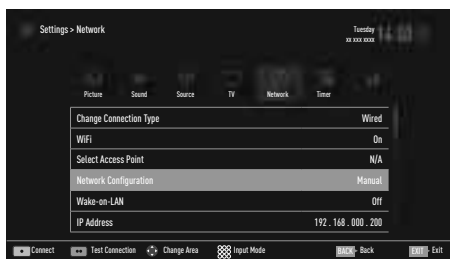 Settings > Network
Tuesday
xx xxx xxxx
Picture Sound Source TV Network Timer
Change Connection Type Wired
WiFi On
Select Access Point N/A
Network Configuration Manual
Wake-on-LAN Off
IP Address 192 . 168 . 000 . 200
Connect Test Connection Change Area Input Mode BACK Back EXIT Exit